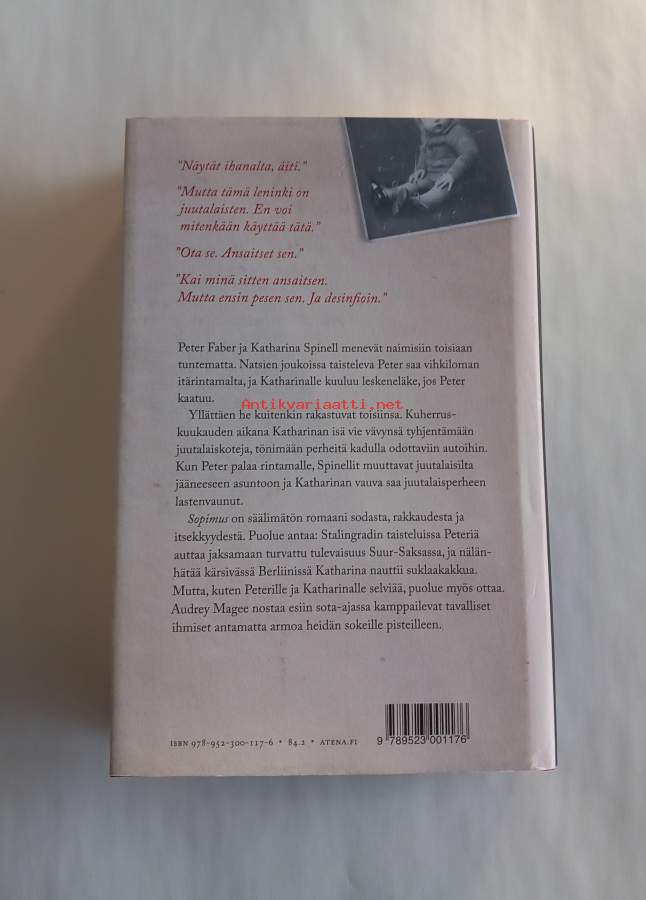 "Näytät ihanalta, äiti."
"Mutta tämä leninki on
juutalaisten. En voi
mitenkään käyttää tätä."
"Ota se. Ansaitset sen."
"Kai minä sitten ansaitsen.
Mutta ensin pesen sen. Ja desinfioin."
Peter Faber ja Katharina Spinell menevät naimisiin toisiaan
tuntematta. Natsien joukoissa taisteleva Peter saa vihkiloman
itärintamalta, ja Katharinalle kuuluu leskeneläke, jos Peter
kaatuu.
Antikvariaatti.net
Yllättäen he kuitenkin rakastuvat toisiinsa. Kuherrus-
kuukauden aikana Katharinan isä vie vävynsä tyhjentämään
juutalaiskoteja, tönimään perheitä kadulla odottaviin autoihin.
Kun Peter palaa rintamalle, Spinellit muuttavat juutalaisilta
jääneeseen asuntoon ja Katharinan vauva saa juutalaisperheen
lastenvaunut.
Sopimus on säälimätön romaani sodasta, rakkaudesta ja
itsekkyydestä. Puolue antaa: Stalingradin taisteluissa Peteriä
auttaa jaksamaan turvattu tulevaisuus Suur-Saksassa, ja nälän-
hätää kärsivässä Berliinissä Katharina nauttii suklaakakkua.
Mutta, kuten Peterille ja Katharinalle selviää, puolue myös ottaa.
Audrey Magee nostaa esiin sota-ajassa kamppailevat tavalliset
ihmiset antamatta armoa heidän sokeille pisteilleen.
ISBN 978-952-300-117-6 * 84.2 * ATENA.FI
9 789523 001176